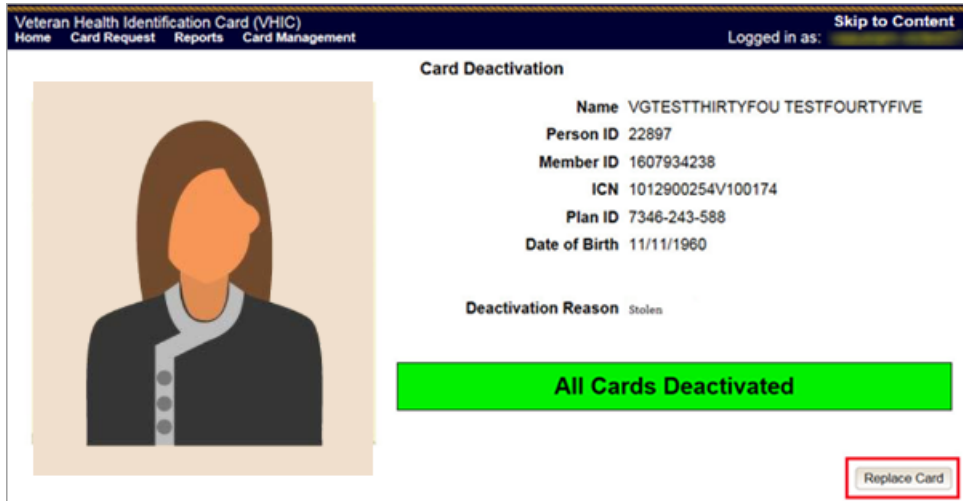 Veteran Health Identification Card (VHIC)
Skip to Content
Home Card Request Reports Card Management
Logged in as:
Card Deactivation
Name VGTESTTHIRTYFOU TESTFOURTYFIVE
Person ID 22897
Member ID 1607934238
ICN 1012900254V100174
Plan ID 7346-243-588
Date of Birth 11/11/1960
Deactivation Reason Stolen
All Cards Deactivated
Replace Card